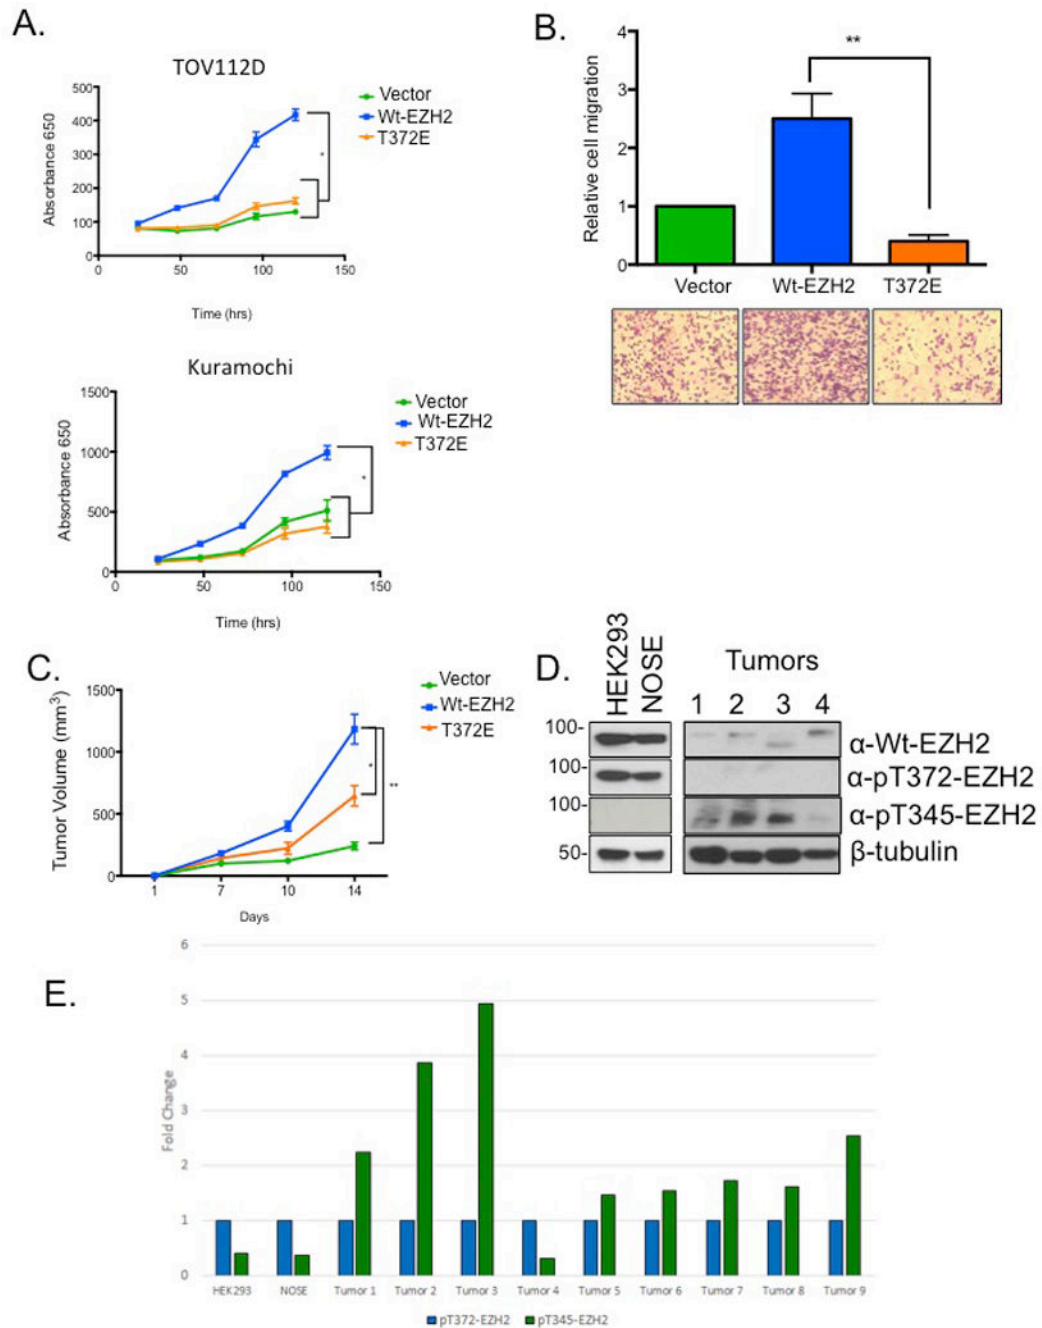 A.
TOV112D
500
400
300
200
100
0
Absorbance 650
0 50 100 150
Time (hrs)
Vector
Wt-EZH2
T372E
*
Kuramochi
1500
1000
500
0
Absorbance 650
0 50 100 150
Time (hrs)
Vector
Wt-EZH2
T372E
*
B.
4
3
2
1
0
Relative cell migration
**
Vector Wt-EZH2 T372E
C.
1500
1000
500
0
Tumor Volume (mm3)
1 7 10 14
Days
Vector
Wt-EZH2
T372E
*
**
D.
HEK293
NOSE
Tumors
1 2 3 4
100- α-Wt-EZH2
100- α-pT372-EZH2
100- α-pT345-EZH2
50- β-tubulin
E.
6
5
4
3
2
1
0
Fold Change
HEK293 NOSE Tumor 1 Tumor 2 Tumor 3 Tumor 4 Tumor 5 Tumor 6 Tumor 7 Tumor 8 Tumor 9
pT372-EZH2 pT345-EZH2